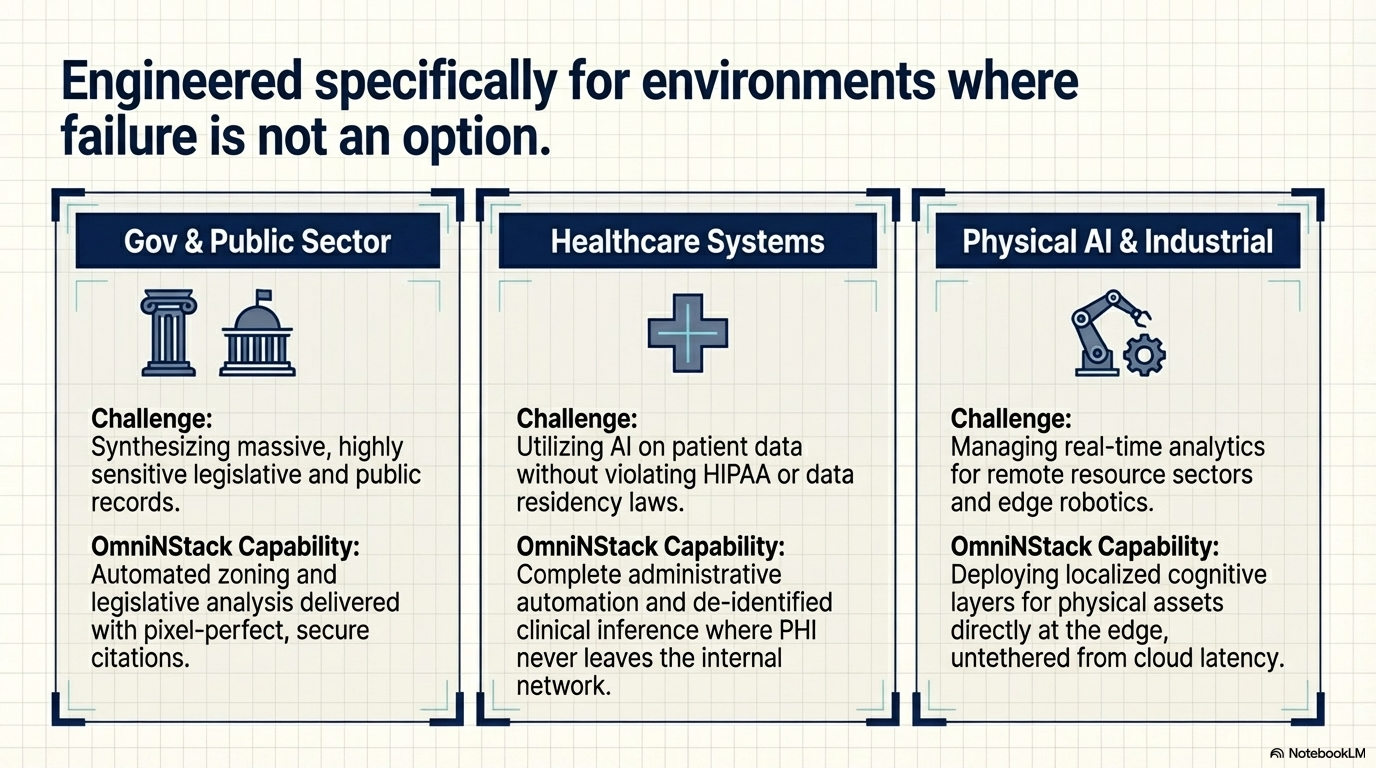 Engineered specifically for environments where
failure is not an option.
Gov & Public Sector
Challenge:
Synthesizing massive, highly
sensitive legislative and public
records.
OmniNStack Capability:
Automated zoning and
legislative analysis delivered
with pixel-perfect, secure
citations.
Healthcare Systems
Challenge:
Utilizing AI on patient data
without violating HIPAA or data
residency laws.
OmniNStack Capability:
Complete administrative
automation and de-identified
clinical inference where PHI
never leaves the internal
network.
Physical AI & Industrial
Challenge:
Managing real-time analytics
for remote resource sectors
and edge robotics.
OmniNStack Capability:
Deploying localized cognitive
layers for physical assets
directly at the edge,
untethered from cloud latency.
NotebookLM